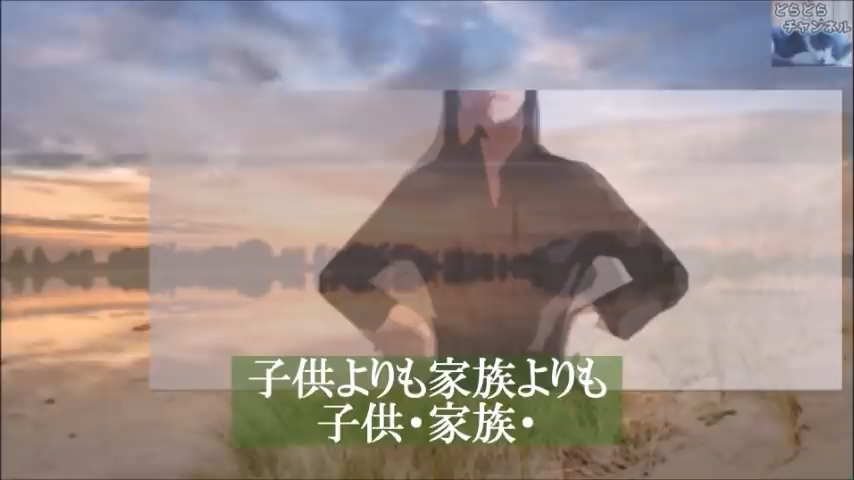 どらどら
チャンネル
子供よりも家族よりも
子供・家族・